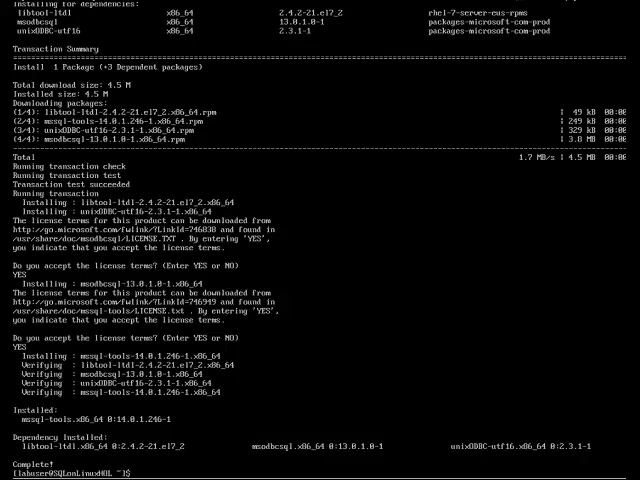 Installing for dependencies:
libtool-ltdl x86_64 2.4.2-21.el7_2 rhel-7-server-eus-rpms
msodbcsql x86_64 13.0.1.0-1 packages-microsoft-com-prod
unixODBC-utf16 x86_64 2.3.1-1 packages-microsoft-com-prod
Transaction Summary
Install 1 Package (+3 Dependent packages)
Total download size: 4.5 M
Installed size: 4.5 M
Downloading packages:
(1/4): libtool-ltdl-2.4.2-21.el7_2.x86_64.rpm | 49 kB 00:00
(2/4): mssql-tools-14.0.1.246-1.x86_64.rpm | 249 kB 00:00
(3/4): unixODBC-utf16-2.3.1-1.x86_64.rpm | 329 kB 00:00
(4/4): msodbcsql-13.0.1.0-1.x86_64.rpm | 3.8 MB 00:00
Total 1.7 MB/s | 4.5 MB 00:00
Running transaction check
Running transaction test
Transaction test succeeded
Running transaction
Installing : libtool-ltdl-2.4.2-21.el7_2.x86_64
Installing : unixODBC-utf16-2.3.1-1.x86_64
The license terms for this product can be downloaded from
http://go.microsoft.com/fwlink/?LinkId=746838 and found in
/usr/share/doc/msodbcsql/LICENSE.TXT . By entering 'YES',
you indicate that you accept the license terms.
Do you accept the license terms? (Enter YES or NO)
YES
Installing : msodbcsql-13.0.1.0-1.x86_64
The license terms for this product can be downloaded from
http://go.microsoft.com/fwlink/?LinkId=746949 and found in
/usr/share/doc/mssql-tools/LICENSE.txt . By entering 'YES',
you indicate that you accept the license terms.
Do you accept the license terms? (Enter YES or NO)
YES
Installing : mssql-tools-14.0.1.246-1.x86_64
Verifying : libtool-ltdl-2.4.2-21.el7_2.x86_64
Verifying : msodbcsql-13.0.1.0-1.x86_64
Verifying : unixODBC-utf16-2.3.1-1.x86_64
Verifying : mssql-tools-14.0.1.246-1.x86_64
Installed:
mssql-tools.x86_64 0:14.0.1.246-1
Dependency Installed:
libtool-ltdl.x86_64 0:2.4.2-21.el7_2 msodbcsql.x86_64 0:13.0.1.0-1 unixODBC-utf16.x86_64 0:2.3.1-1
Complete!
[labuser@SQLonLinuxHOL ~]$